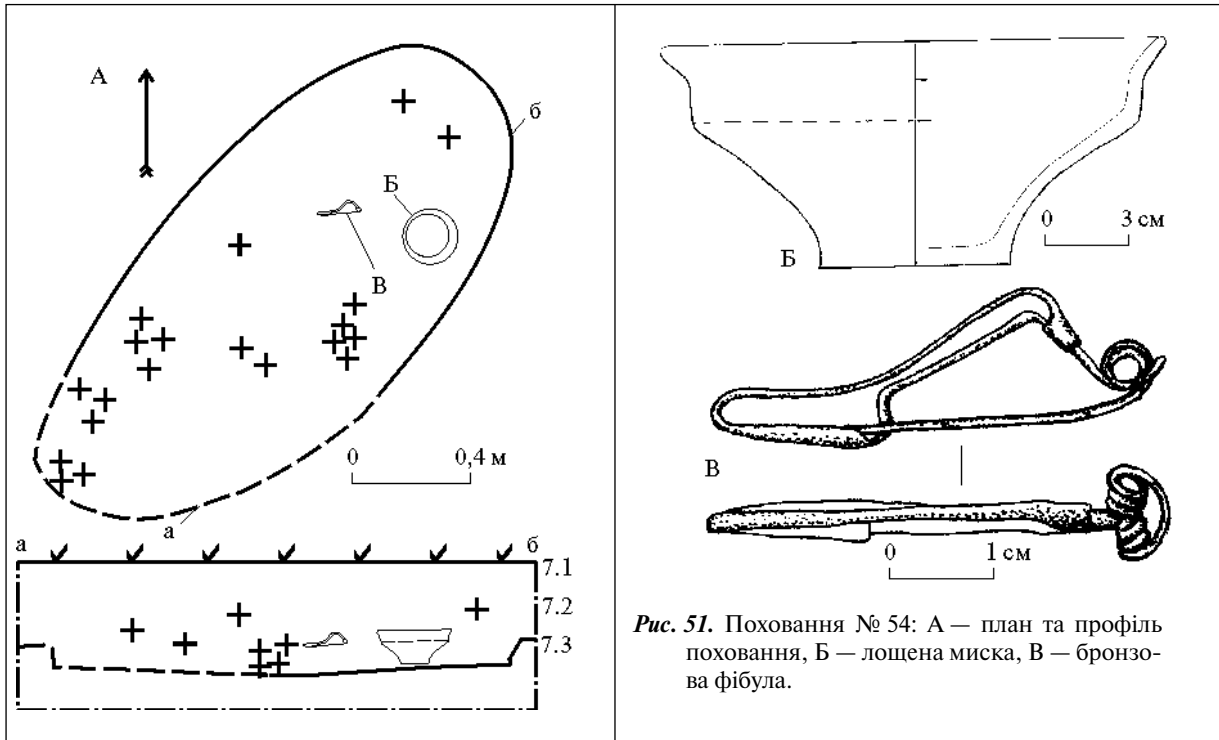 А
б
Б
В
0 0,4 м
а
а б
7.1
7.2
7.3
0 3 см
Б
В
0 1 см
Рис. 51. Поховання № 54: А — план та профіль
поховання, Б — лощена миска, В — бронзо-
ва фібула.